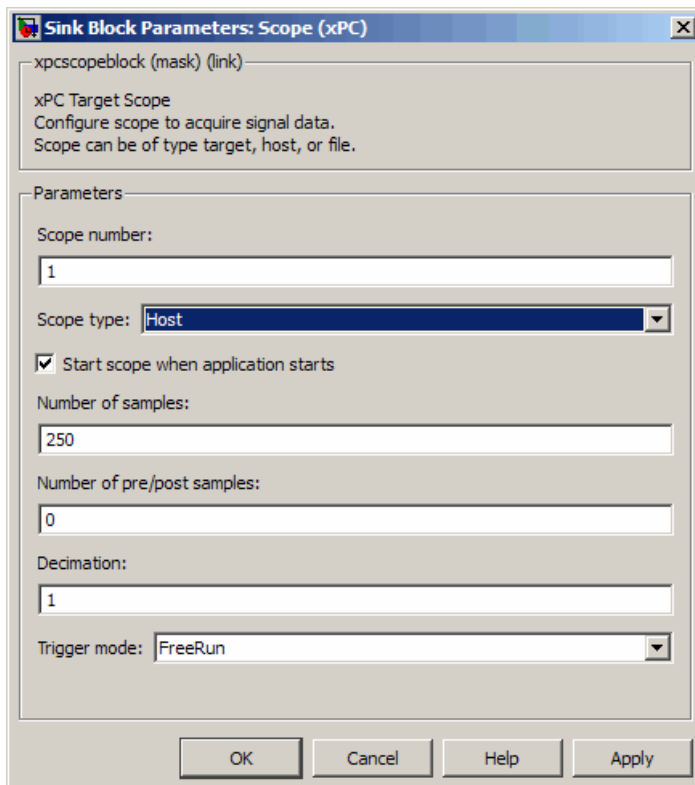 Sink Block Parameters: Scope (xPC)
xpcscopeblock (mask) (link)
xPC Target Scope
Configure scope to acquire signal data.
Scope can be of type target, host, or file.
Parameters
Scope number:
1
Scope type: Host
Start scope when application starts
Number of samples:
250
Number of pre/post samples:
0
Decimation:
1
Trigger mode: FreeRun
OK Cancel Help Apply